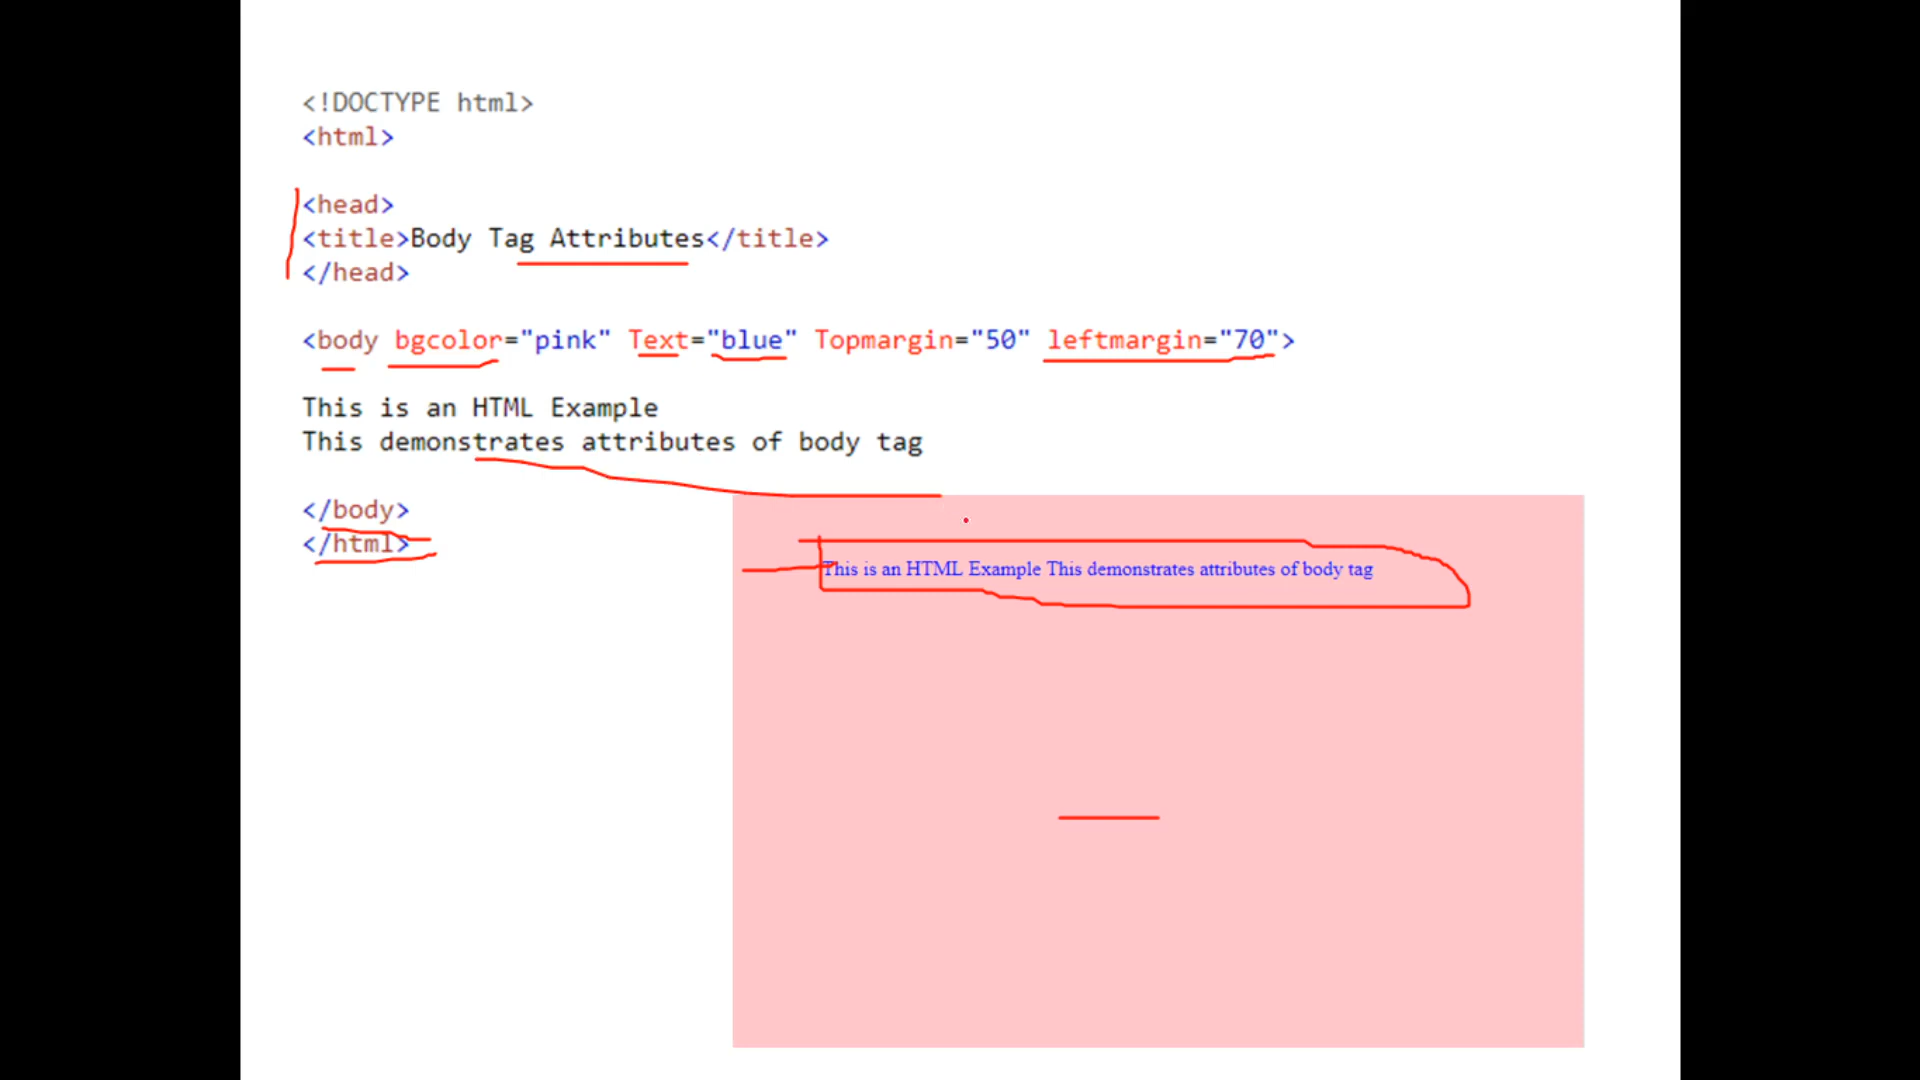 <!DOCTYPE html>
<html>
<head>
<title>Body Tag Attributes</title>
</head>
<body bgcolor="pink" Text="blue" Topmargin="50" leftmargin="70">
This is an HTML Example
This demonstrates attributes of body tag
</body>
</html>
This is an HTML Example This demonstrates attributes of body tag